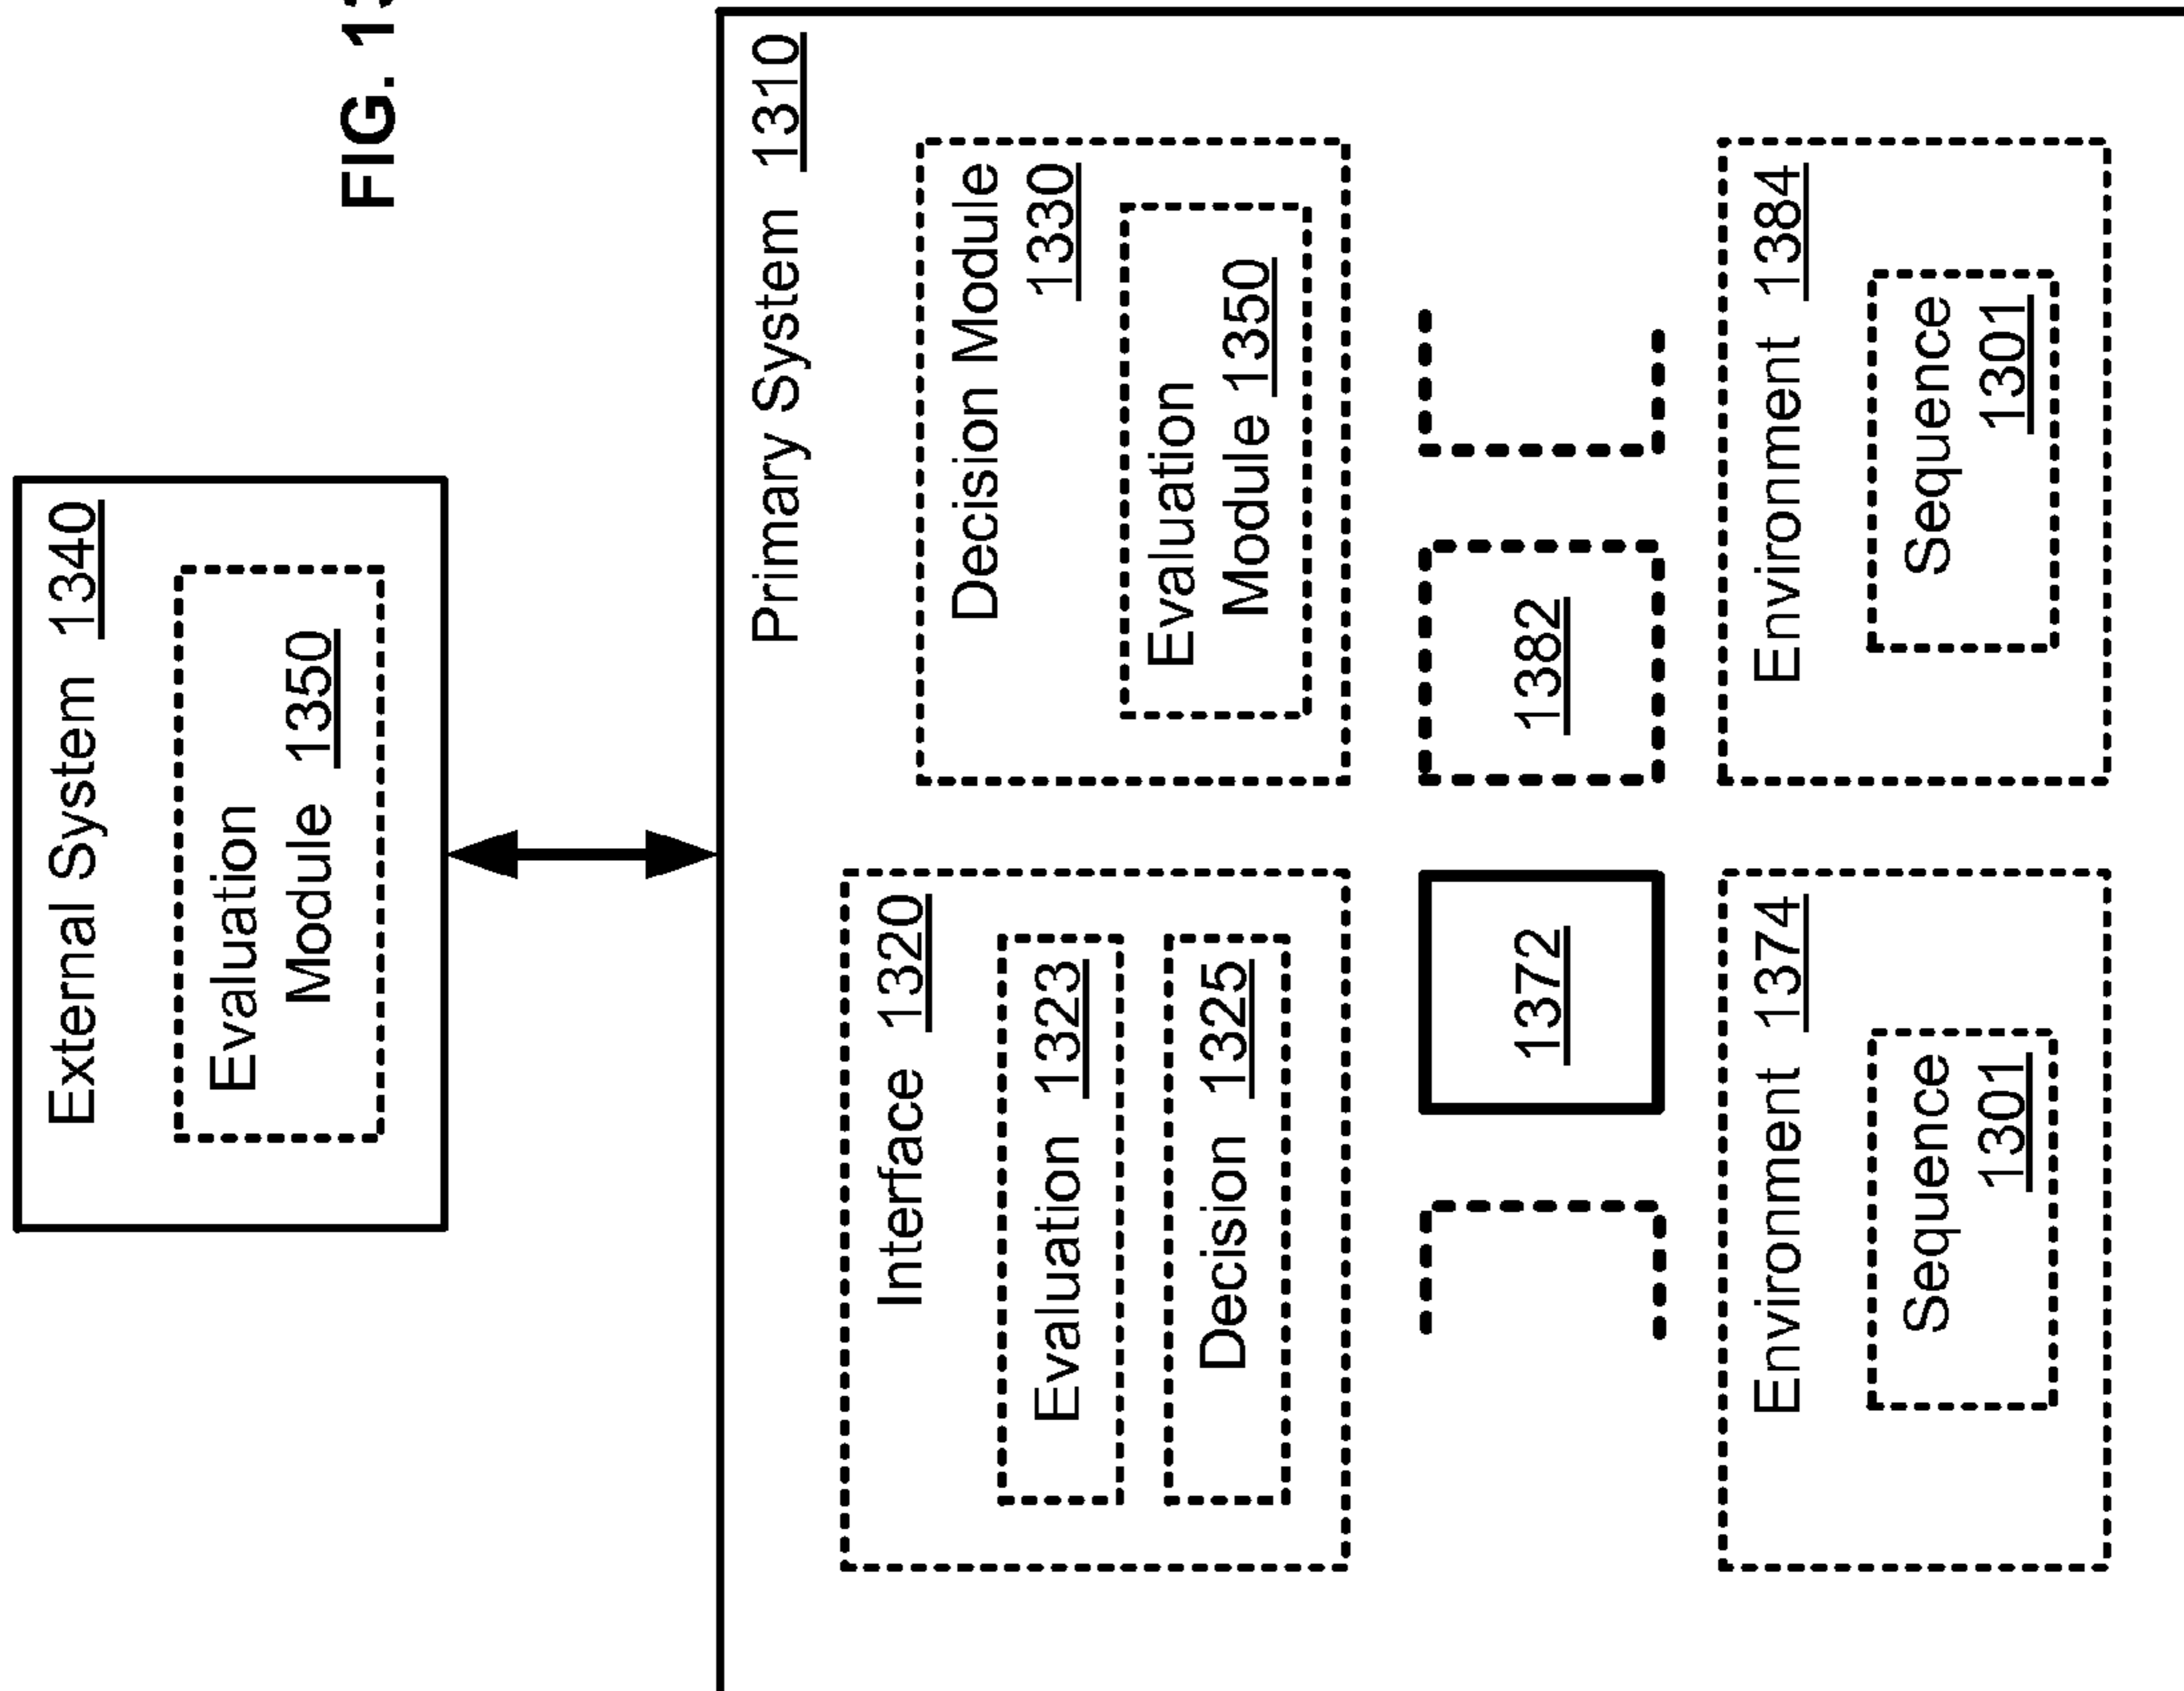 External System 1340
Evaluation
Module 1350
FIG.
Primary System 1310
Interface 1320
Evaluation 1323
Decision 1325
Decision Module
1330
Evaluation
Module 1350
1372
1382
Environment 1374
Sequence
1301
Environment 1384
Sequence
1301